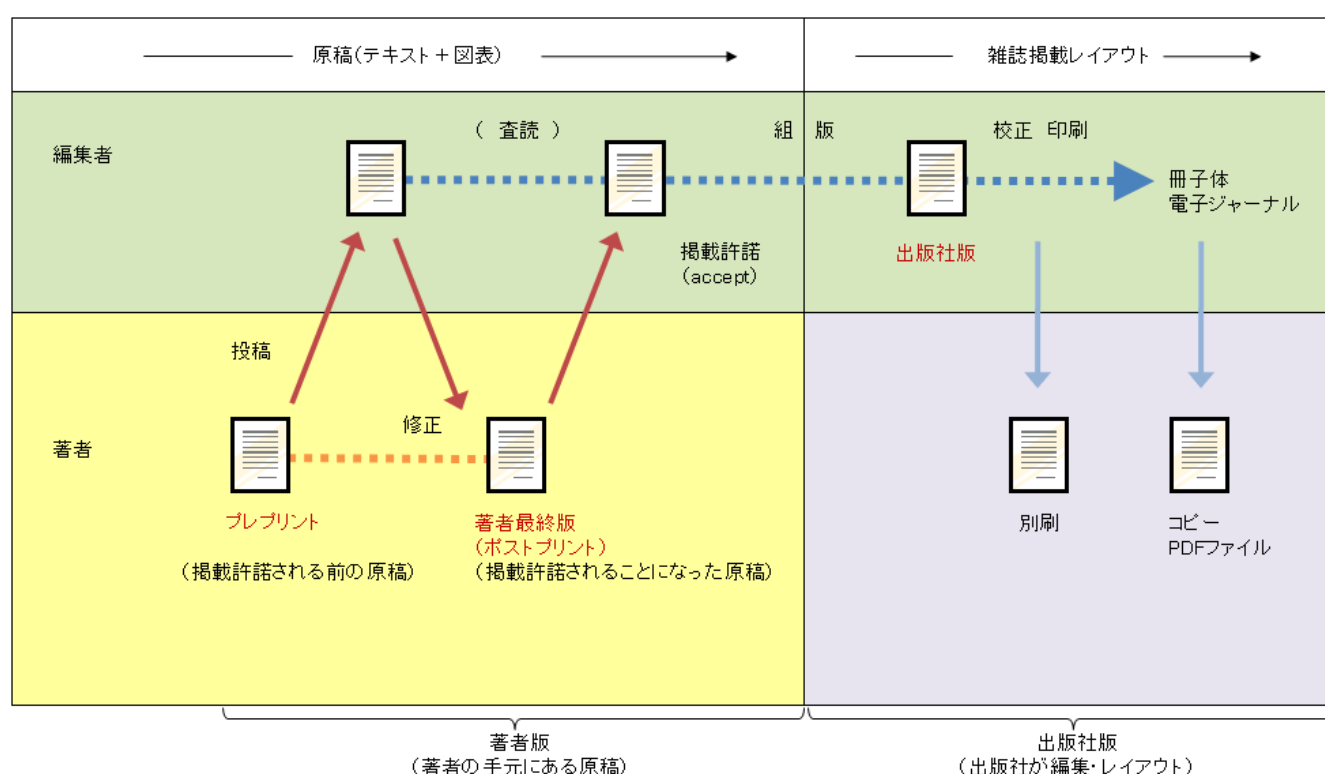 原稿(テキスト+図表)
雑誌掲載レイアウト
編集者
(査読)
組版
校正 印刷
冊子体
電子ジャーナル
掲載許諾
(accept)
出版社版
投稿
修正
著者
プレプリント
(掲載許諾される前の原稿)
著者最終版
(ポストプリント)
(掲載許諾されることになった原稿)
別刷
コピー
PDFファイル
著者版
(著者の手元にある原稿)
出版社版
(出版社が編集・レイアウト)